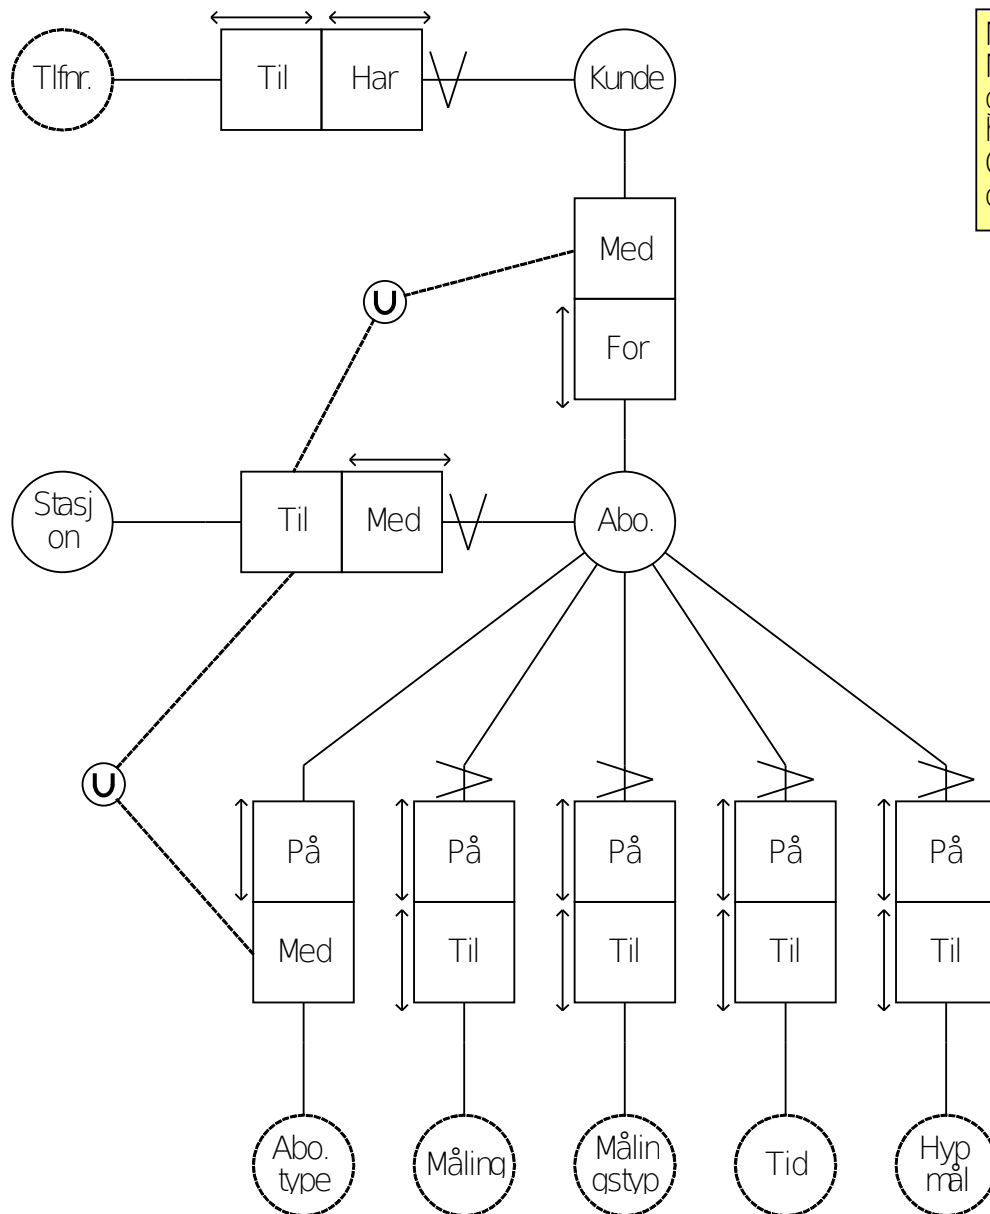 Tlfnr.
Til
Har
Kunde
Med
For
Stasj
on
Til
Med
Abo.
På
På
På
På
På
Med
Til
Til
Til
Til
Abo.
type
Måling
Målin
gstyp
Tid
Hyp
mål